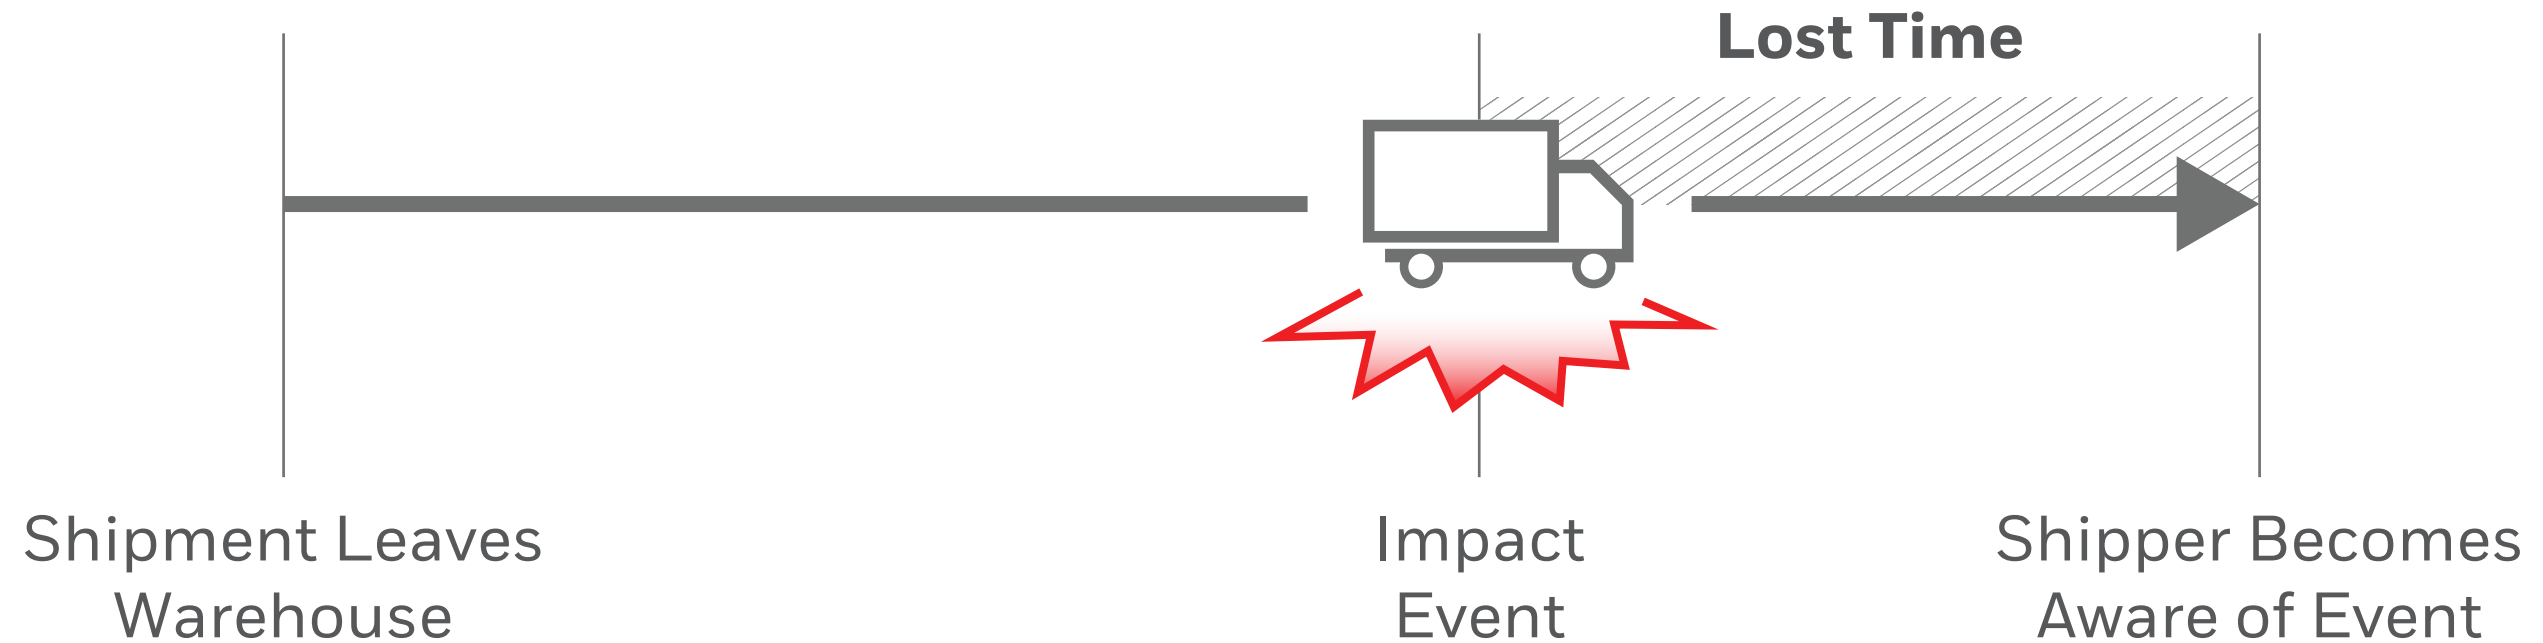 Lost Time
Shipment Leaves
Warehouse
Impact
Event
Shipper Becomes
Aware of Event